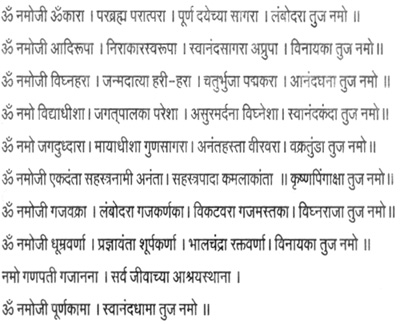 ॐ नमोजी ॐकारा । परब्रह्म परात्परा । पूर्ण दयेच्या सागरा । लंबोदरा तुज नमो ॥
ॐ नमोजी आदिरूपा । निराकारस्वरूपा । स्वानंदसागरा अप्रुपा । विनायका तुज नमो ॥
ॐ नमोजी विघ्नहरा । जन्मदात्या हरी-हरा । चतुर्भुजा पद्मकरा । आनंदघना तुज नमो ॥
ॐ नमो विद्याधीशा । जगत्पालका परेशा । असुरमर्दना विघ्नेशा । स्वानंदकंदा तुज नमो ॥
ॐ नमो जगदुध्दारा । मायाधीशा गुणसागरा । अनंतहस्ता वीरवरा । वक्रतुंडा तुज नमो ॥
ॐ नमोजी एकदंता सहस्त्रनामी अनंता । सहस्त्रपादा कमलाकांता ॥ कृष्णपिंगाक्षा तुज नमो ॥
ॐ नमोजी गजवक्रा । लंबोदरा गजकर्णका । विकटवरा गजमस्तका । विघ्नराजा तुज नमो ॥
ॐ नमोजी धूम्रवर्णा । प्रज्ञावंता शूर्पकर्णा । भालचंद्रा रक्तवर्णा । विनायका तुज नमो ॥
नमो गणपती गजानना । सर्व जीवाच्या आश्रयस्थाना ।
ॐ नमोजी पूर्णकामा । स्वानंदधामा तुज नमो ॥